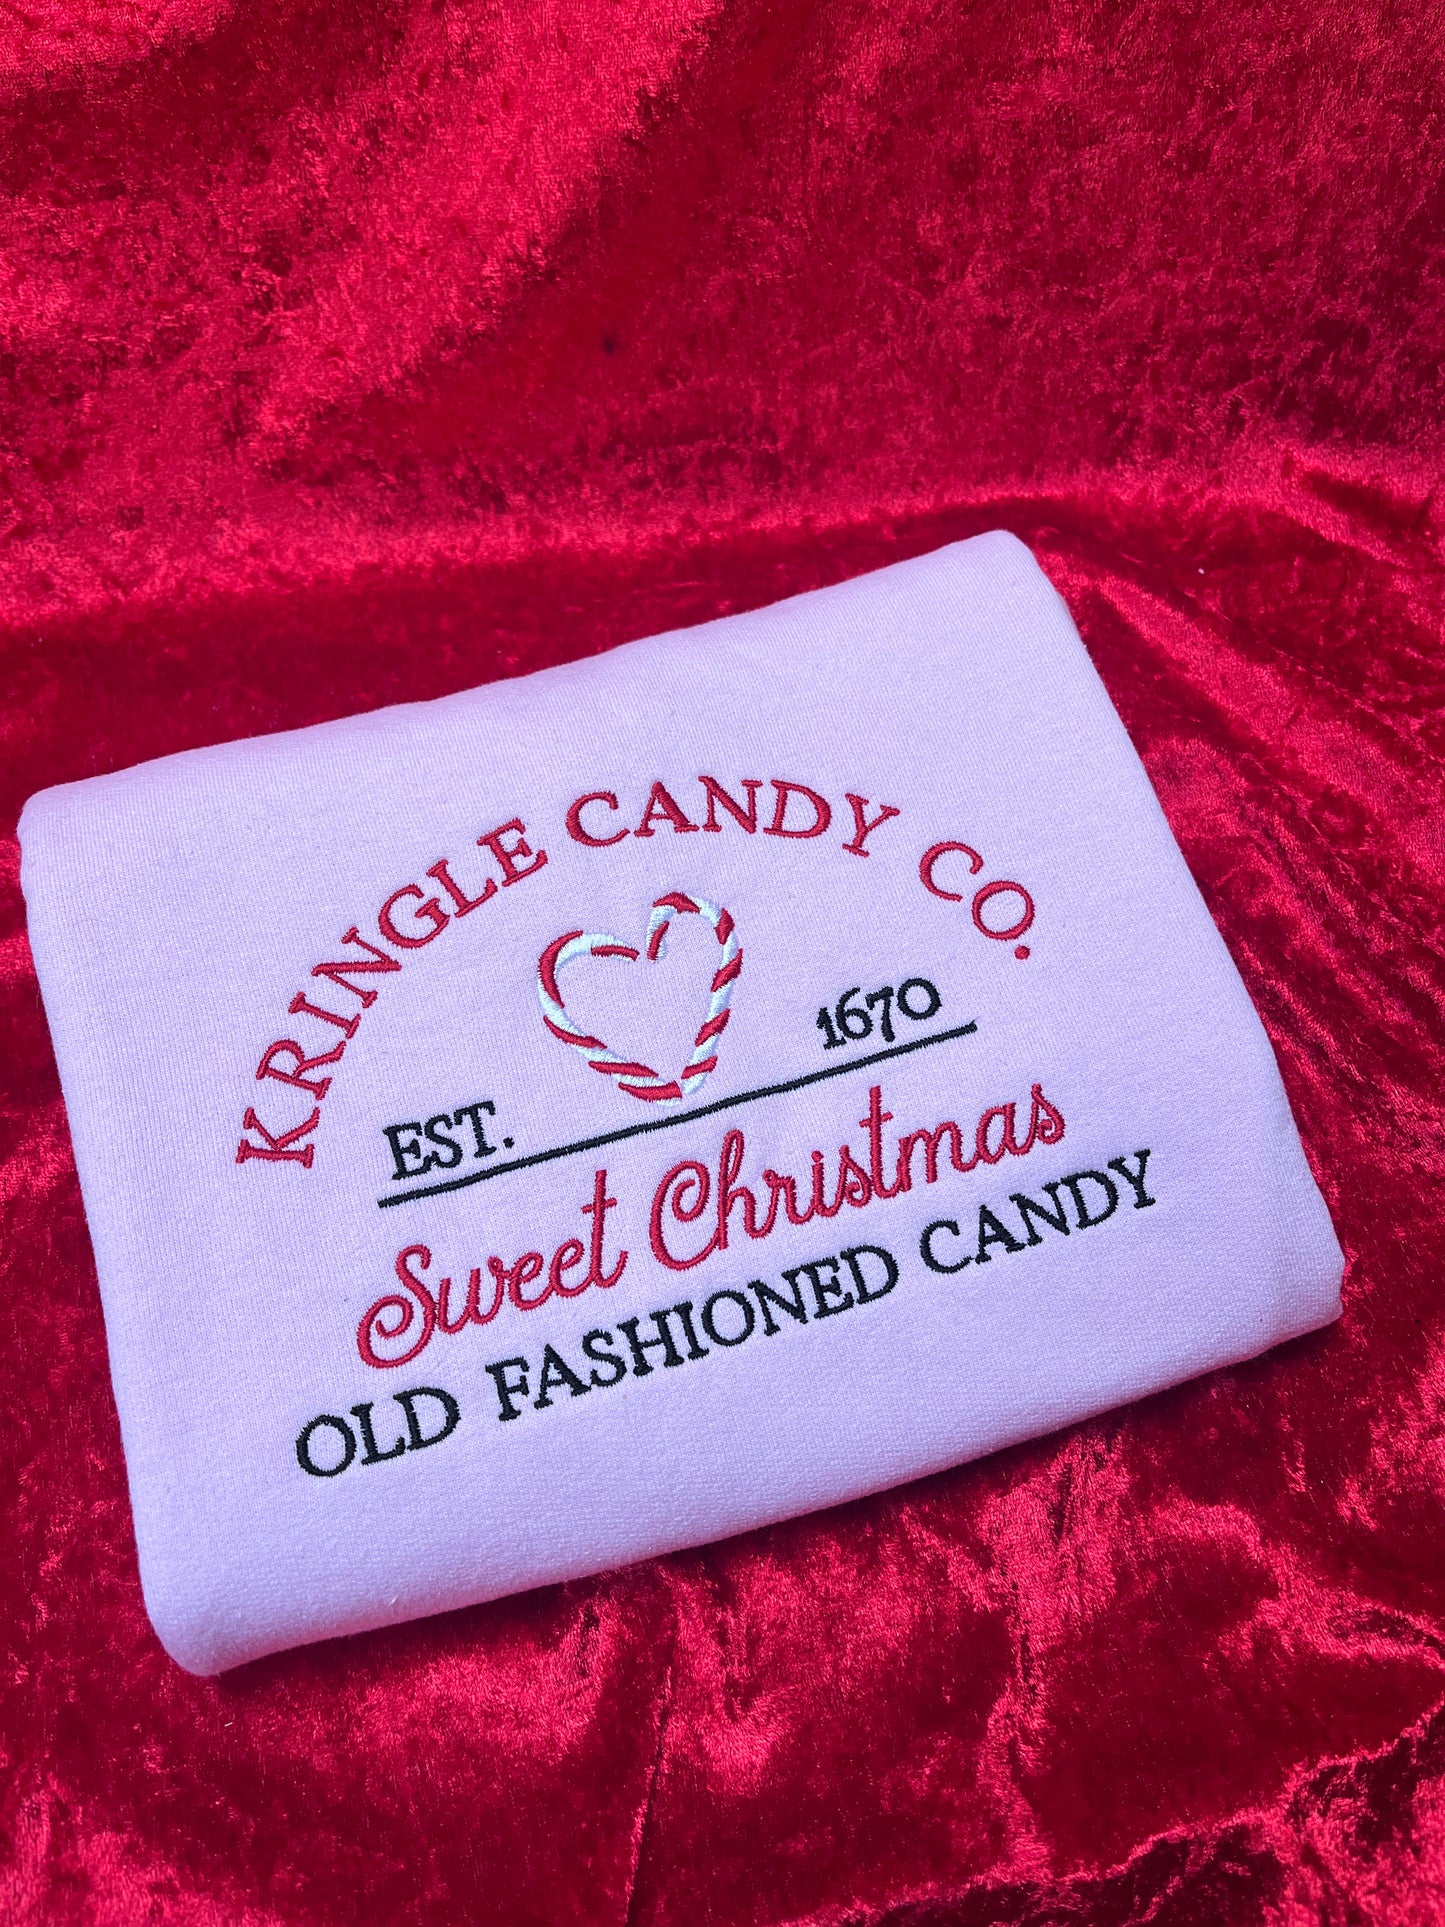 KRINGLE CANDY CO.
EST. 1670
Sweet Christmas
OLD FASHIONED CANDY